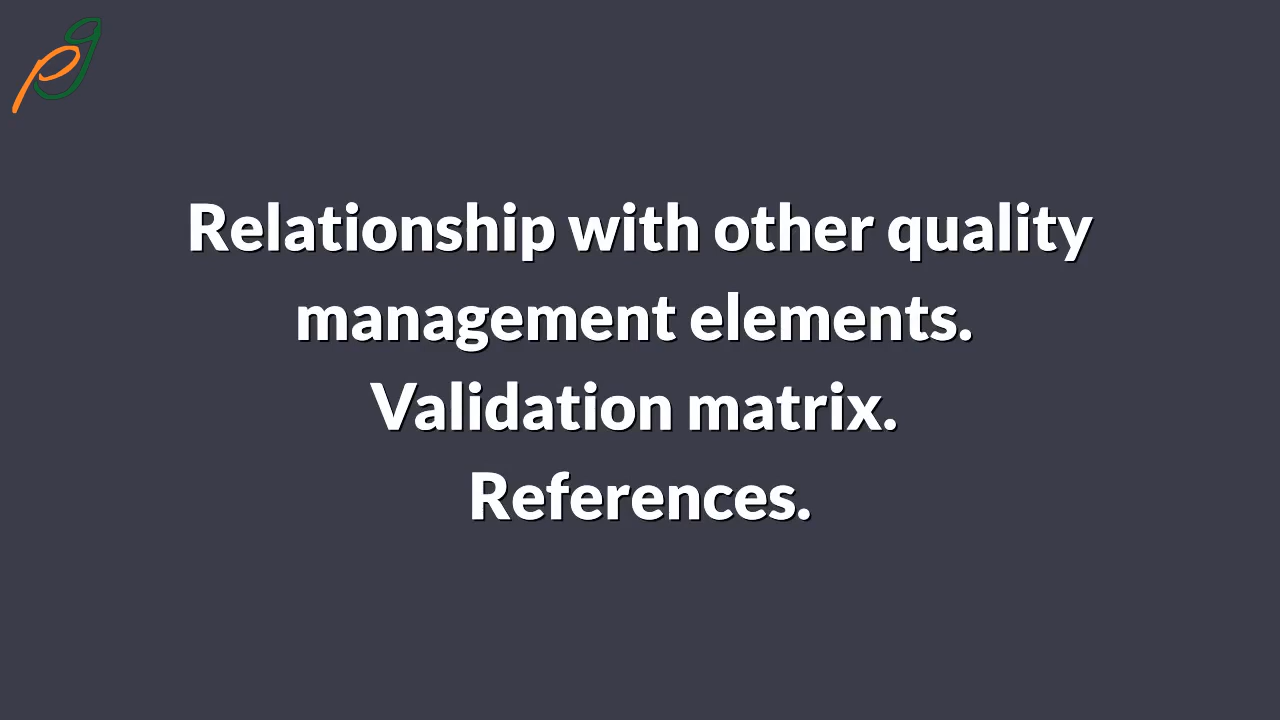 Relationship with other quality
management elements.
Validation matrix.
References.